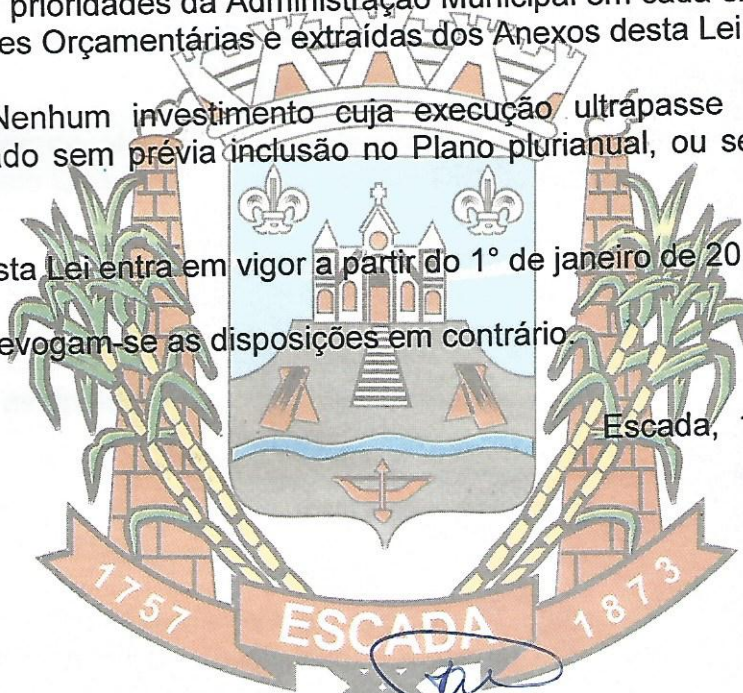 prioridades da Administração Municipal em cada
es Orçamentárias e extraídas dos Anexos desta Lei
Nenhum investimento cuja execução ultrapasse
ado sem prévia inclusão no Plano plurianual, ou se
sta Lei entra em vigor a partir do 1° de janeiro de 20
evogam-se as disposições em contrário.
Escada,
1757
ESCADA
1873